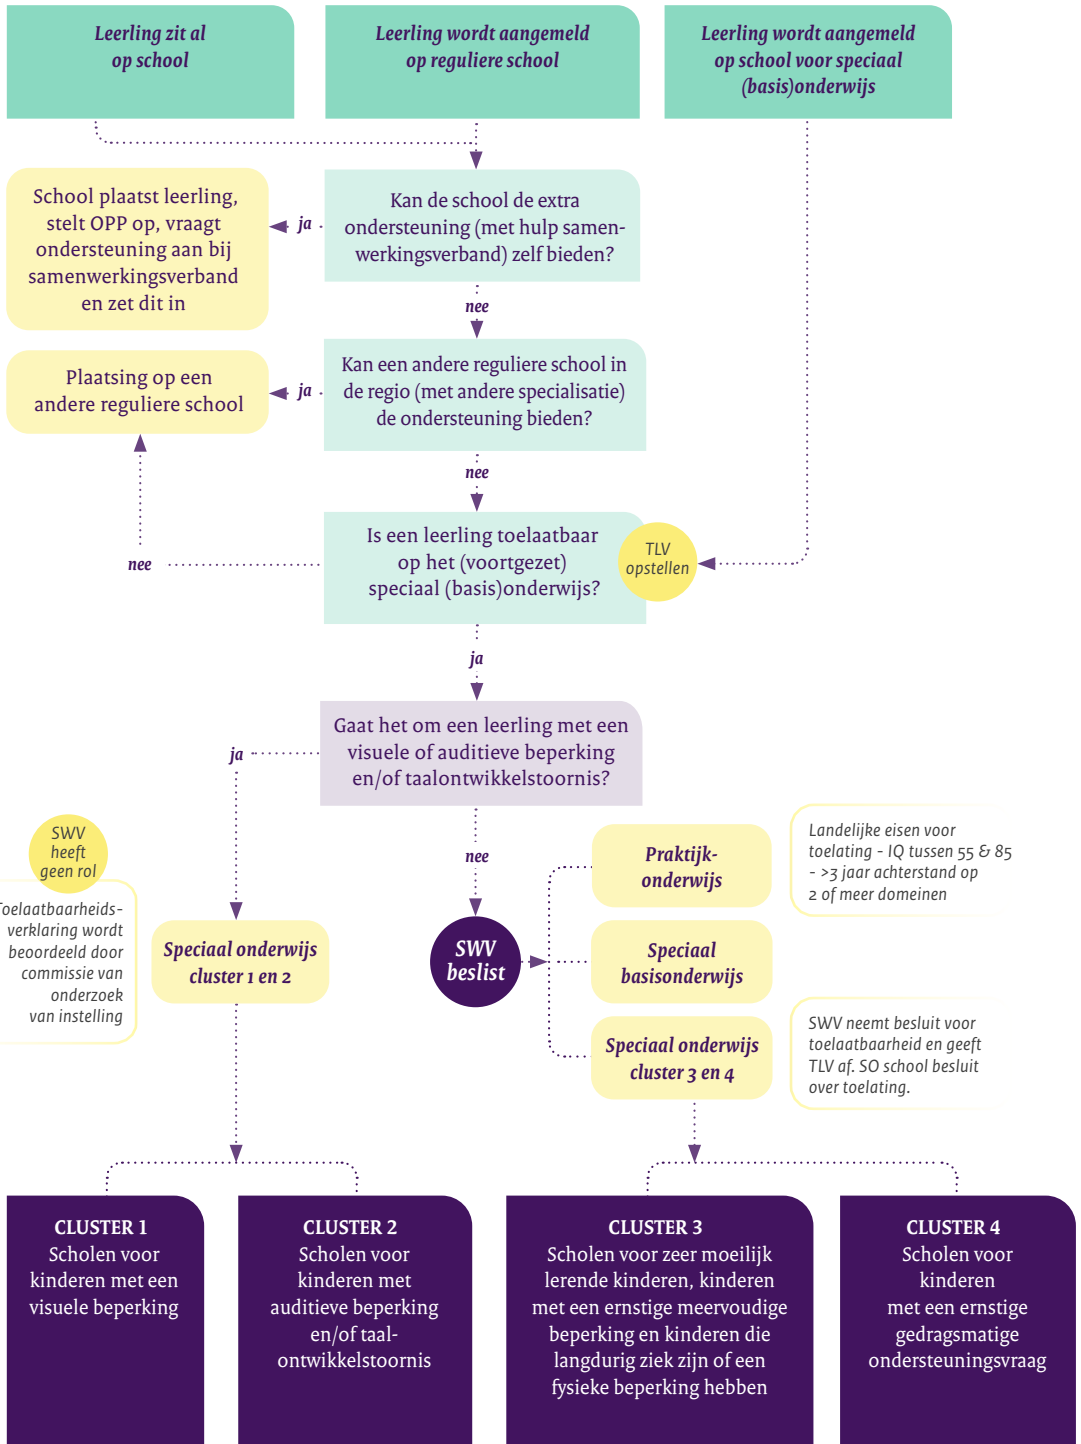 Leerling zit al
op school
Leerling wordt aangemeld
op reguliere school
Leerling wordt aangemeld
op school voor speciaal
(basis)onderwijs
School plaatst leerling,
stelt OPP op, vraagt
ondersteuning aan bij
samenwerkingsverband
en zet dit in
ja
Kan de school de extra
ondersteuning (met hulp samen-
werkingsverband) zelf bieden?
nee
Plaatsing op een
andere reguliere school
ja
Kan een andere reguliere school in
de regio (met andere specialisatie)
de ondersteuning bieden?
nee
nee
Is een leerling toelaatbaar
op het (voortgezet)
speciaal (basis)onderwijs?
TLV
opstellen
ja
Gaat het om een leerling met een
visuele of auditieve beperking
en/of taalontwikkelstoornis?
ja
nee
SWV
heeft
geen rol
Toelaatbaarheids-
verklaring wordt
beoordeeld door
commissie van
onderzoek
van instelling
Speciaal onderwijs
cluster 1 en 2
SWV
beslist
Praktijk-
onderwijs
Landelijke eisen voor
toelating - IQ tussen 55 & 85
- >3 jaar achterstand op
2 of meer domeinen
Speciaal
basisonderwijs
Speciaal onderwijs
cluster 3 en 4
SWV neemt besluit voor
toelaatbaarheid en geeft
TLV af. SO school besluit
over toelating.
CLUSTER 1
Scholen voor
kinderen met een
visuele beperking
CLUSTER 2
Scholen voor
kinderen met
auditieve beperking
en/of taal-
ontwikkelstoornis
CLUSTER 3
Scholen voor zeer moeilijk
lerende kinderen, kinderen
met een ernstige meervoudige
beperking en kinderen die
langdurig ziek zijn of een
fysieke beperking hebben
CLUSTER 4
Scholen voor
kinderen
met een ernstige
gedragsmatige
ondersteuningsvraag